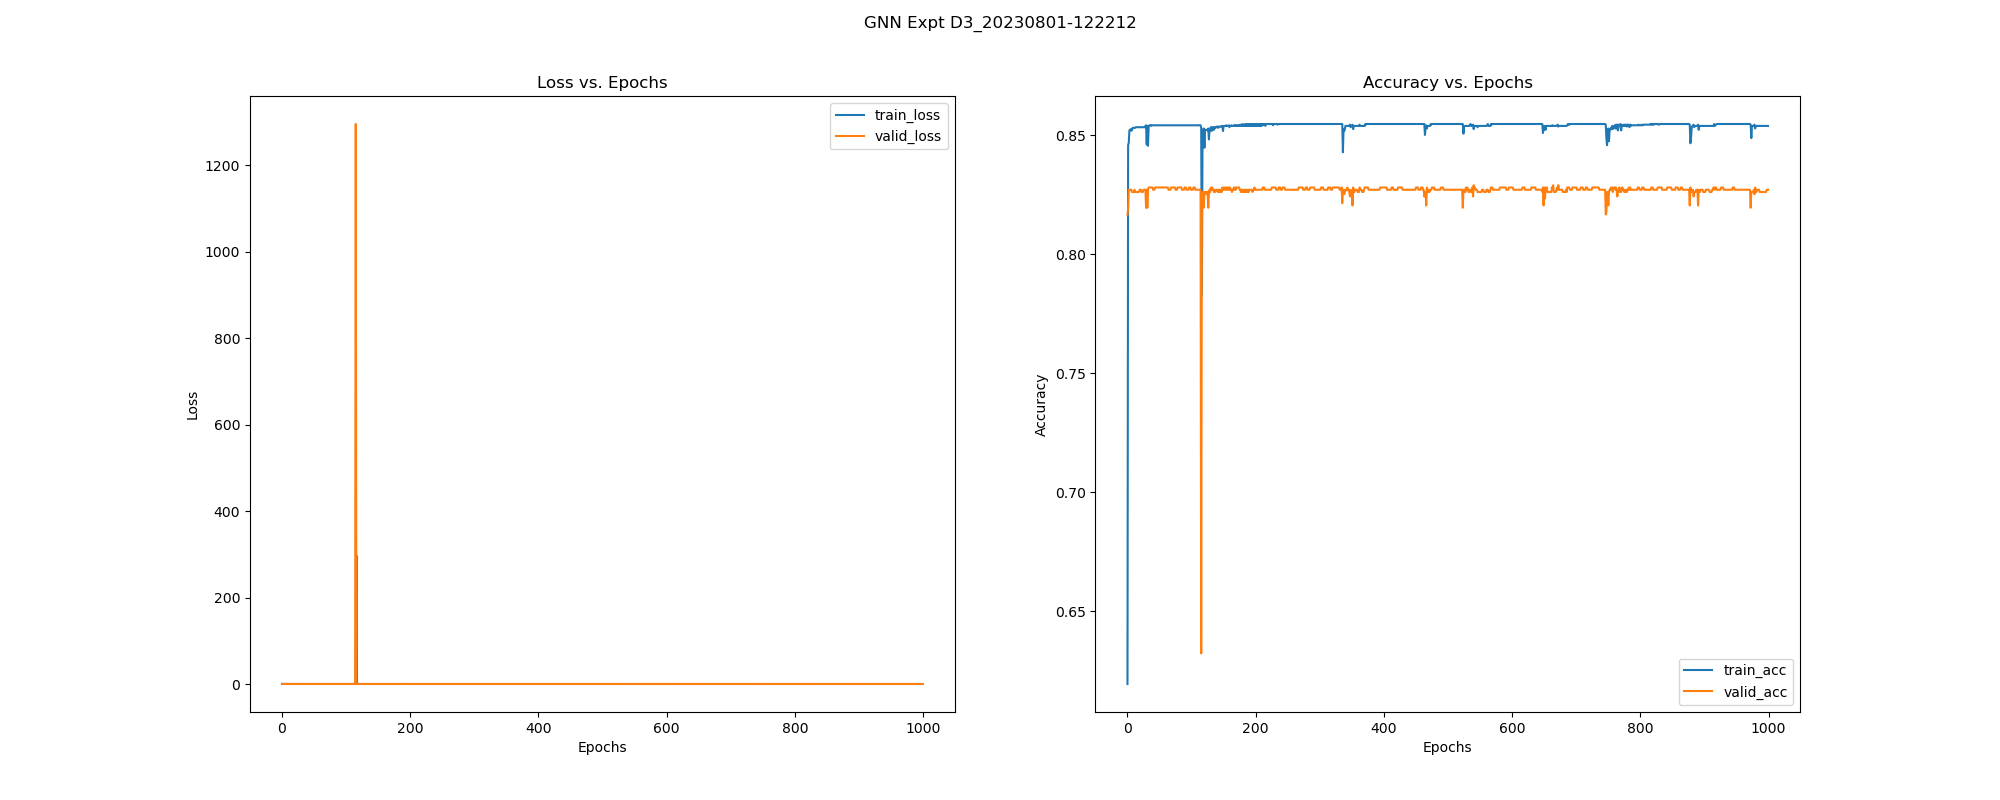 GNN Expt D3_20230801-122212
Loss vs. Epochs
train_loss
valid_loss
1200
1000
800
600
400
200
0
Loss
0
200
400
600
800
1000
Epochs
Accuracy vs. Epochs
0.85
0.80
0.75
0.70
0.65
Accuracy
train_acc
valid_acc
0
200
400
600
800
1000
Epochs